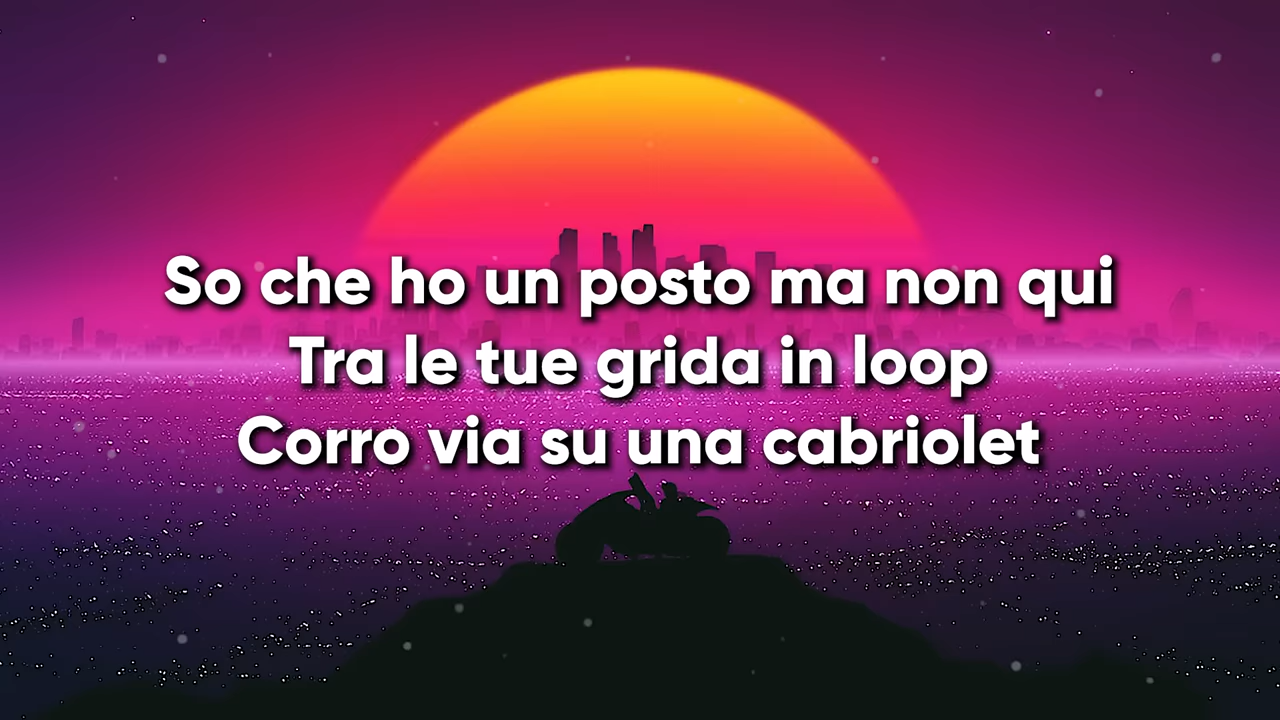 So che ho un posto ma non qui
Tra le tue grida in loop
Corro via su una cabriolet